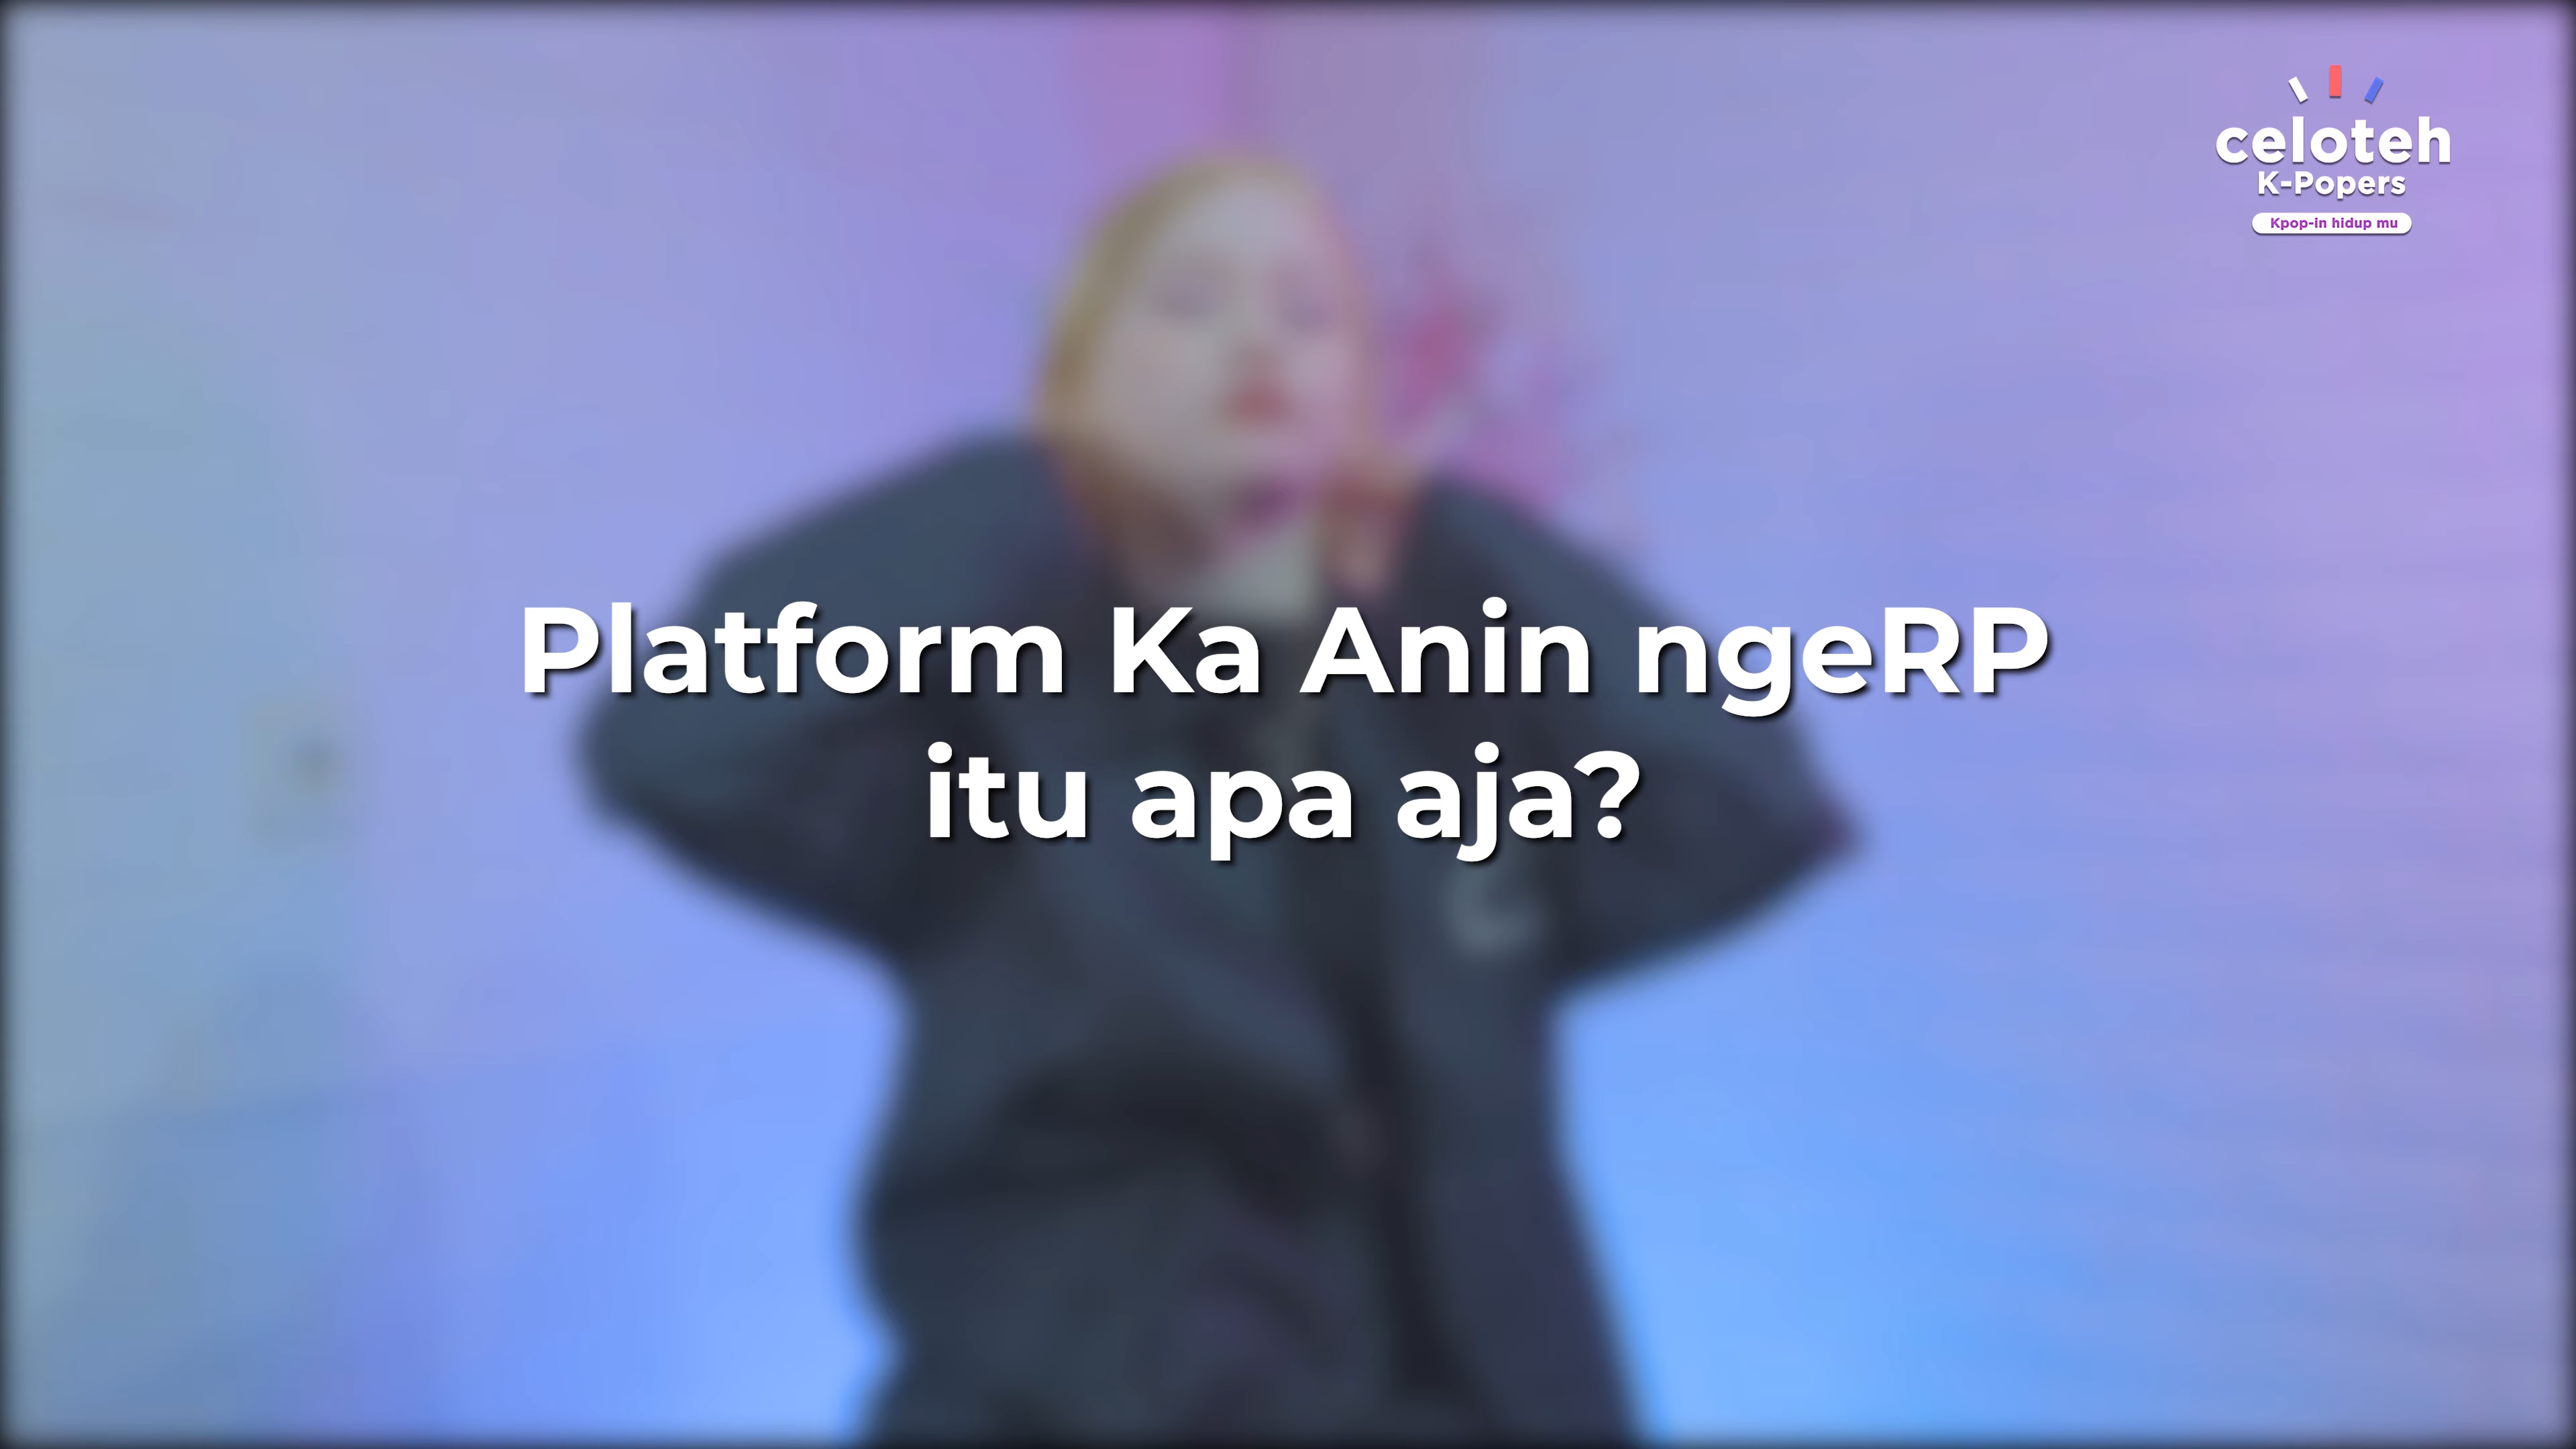 celoteh
K-Popers
Kpop-in hidup mu
Platform Ka Anin ngeRP
itu apa aja?